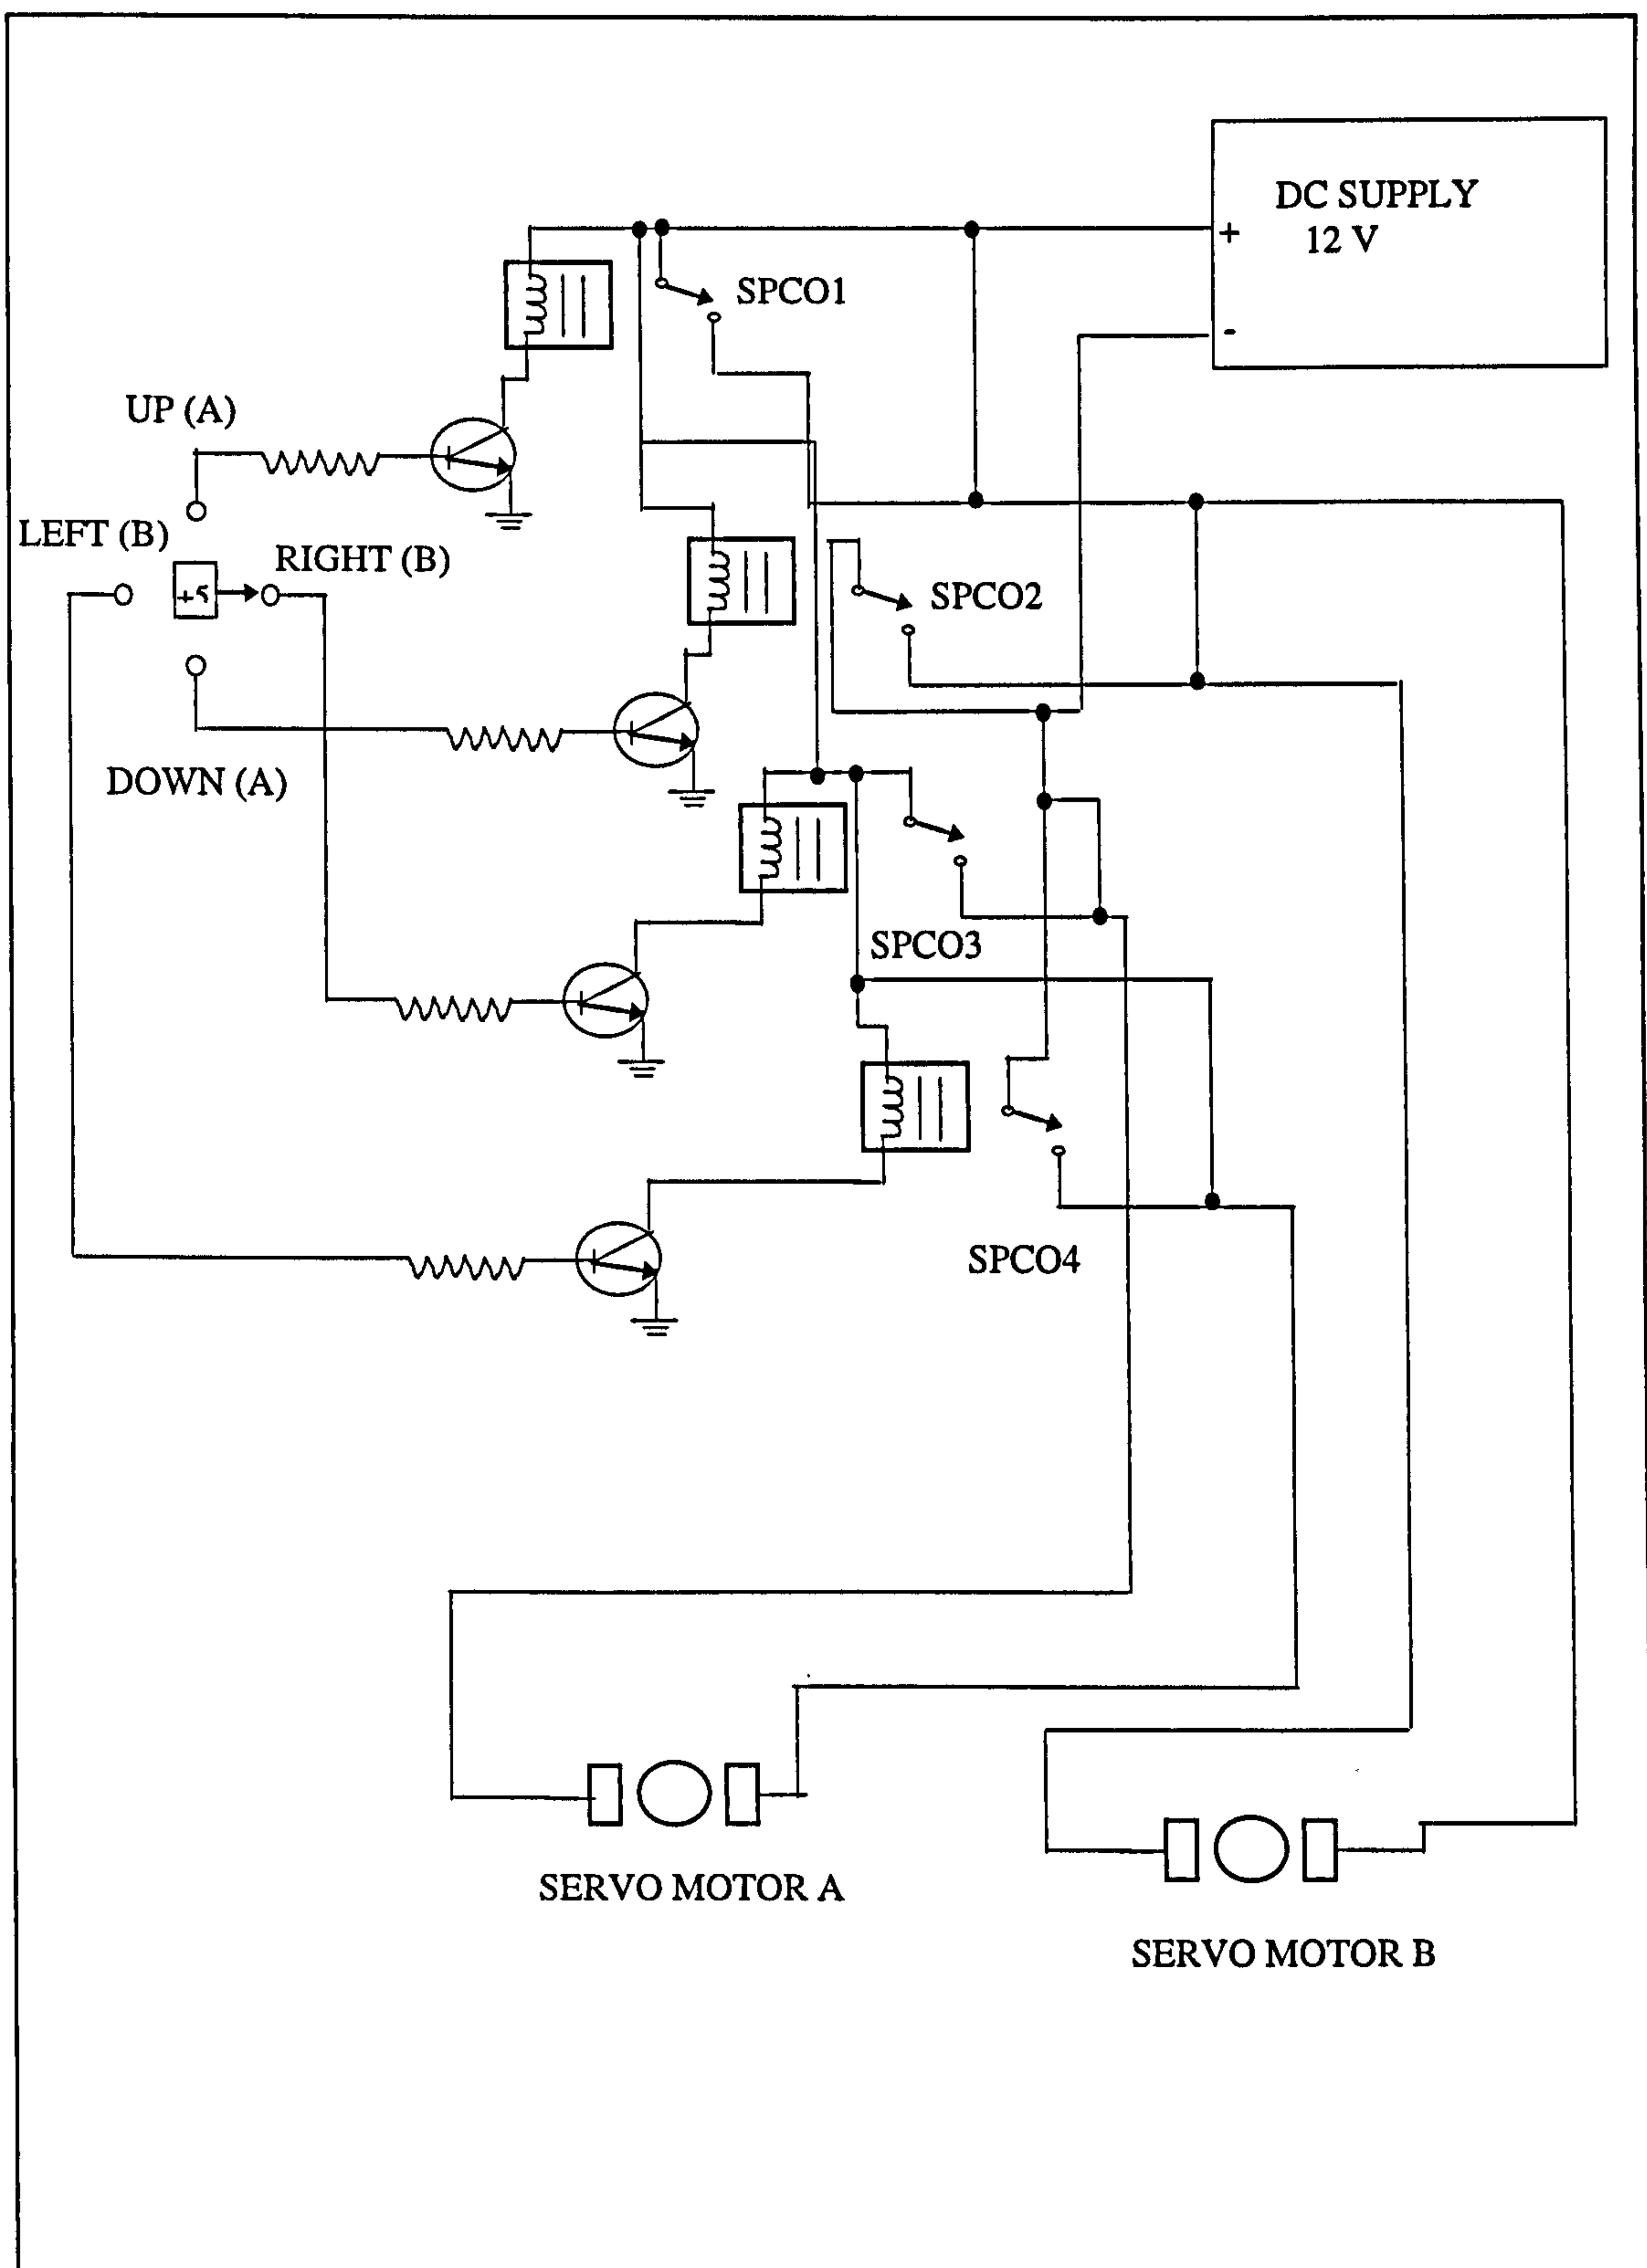 DC SUPPLY
12 V
+
-
SPCO1
UP (A)
LEFT (B)
RIGHT (B)
+5
SPCO2
DOWN (A)
SPCO3
SPCO4
SERVO MOTOR A
SERVO MOTOR B